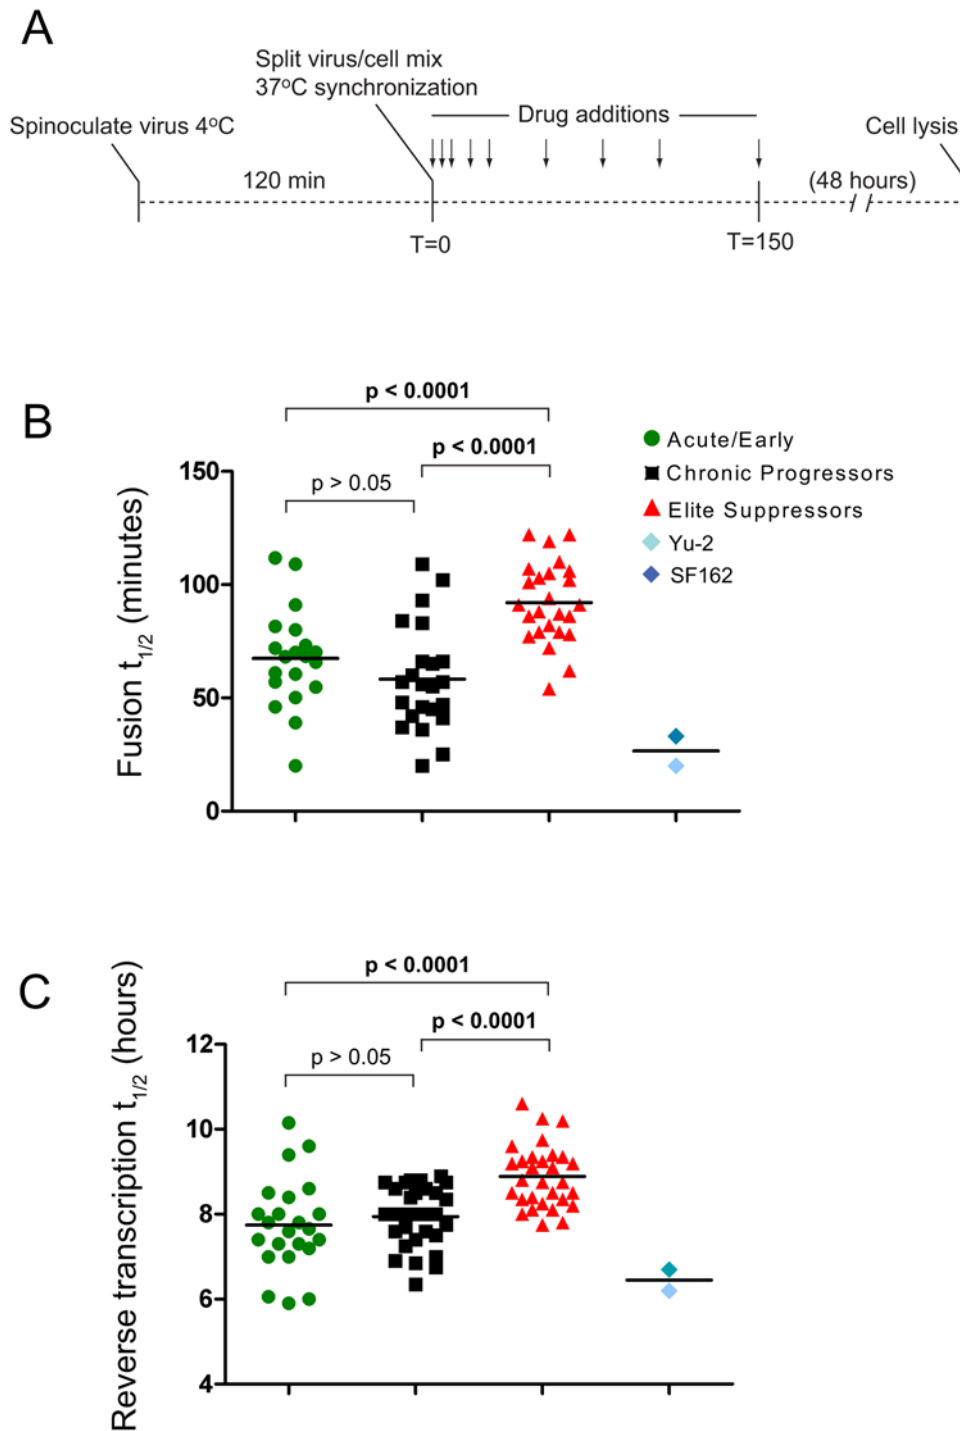 A
Split virus/cell mix
37°C synchronization
Spinoculate virus 4°C
Drug additions
Cell lysis
120 min
(48 hours)
T=0
T=150
B
p < 0.0001
p < 0.0001
p > 0.05
Acute/Early
Chronic Progressors
Elite Suppressors
Yu-2
SF162
Fusion t1/2 (minutes)
150
100
50
0
C
p < 0.0001
p < 0.0001
p > 0.05
Reverse transcription t1/2 (hours)
12
10
8
6
4